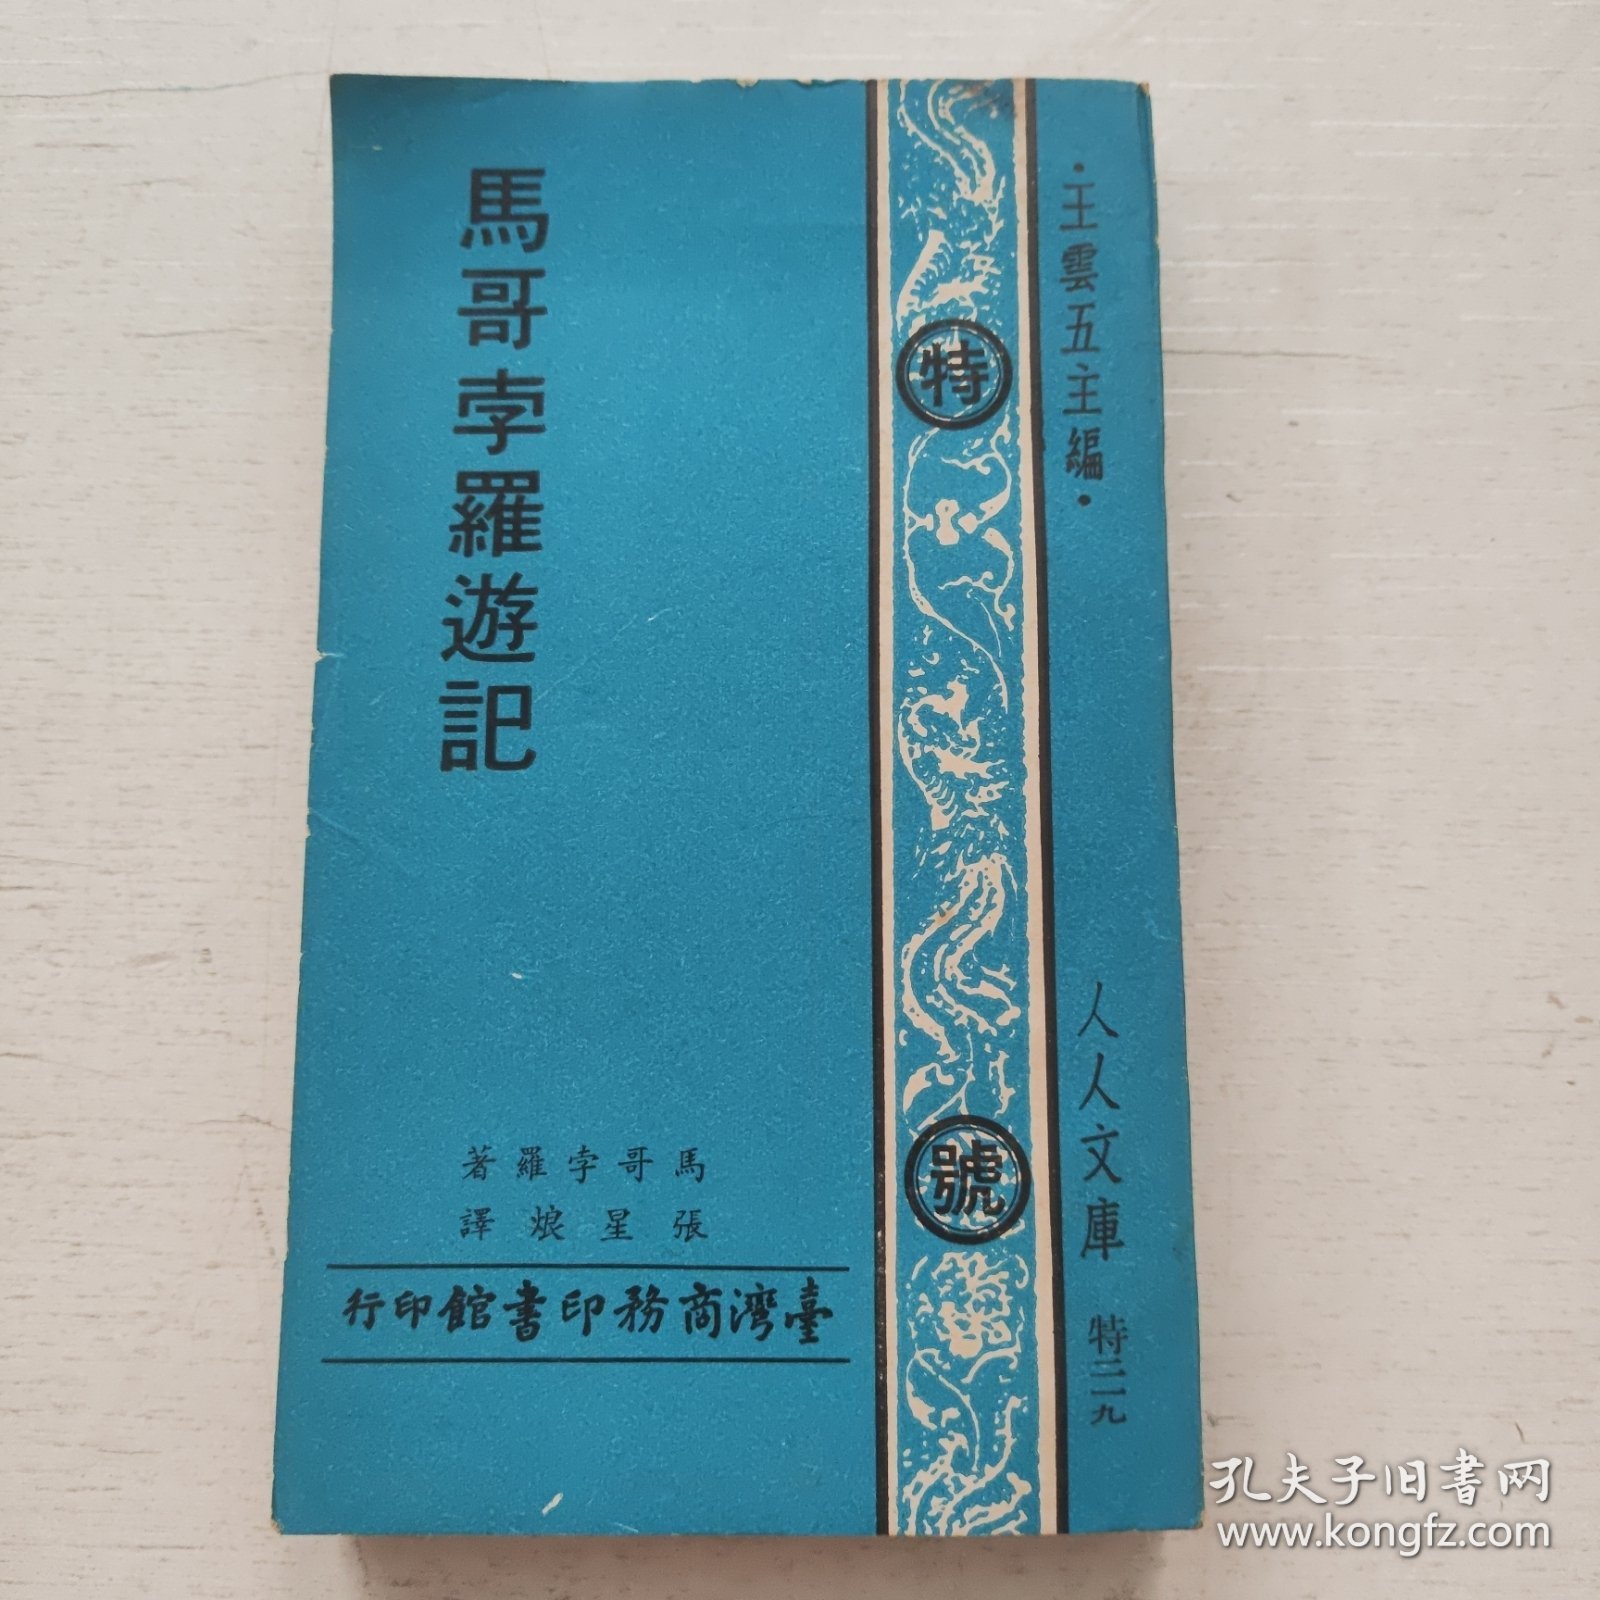 ·王雲五主編·
人人文庫 特二二九
特
號
馬哥孛羅遊記
馬哥孛羅著
張星烺譯
臺灣商務印書館印行
孔夫子旧书网
www.kongfz.com